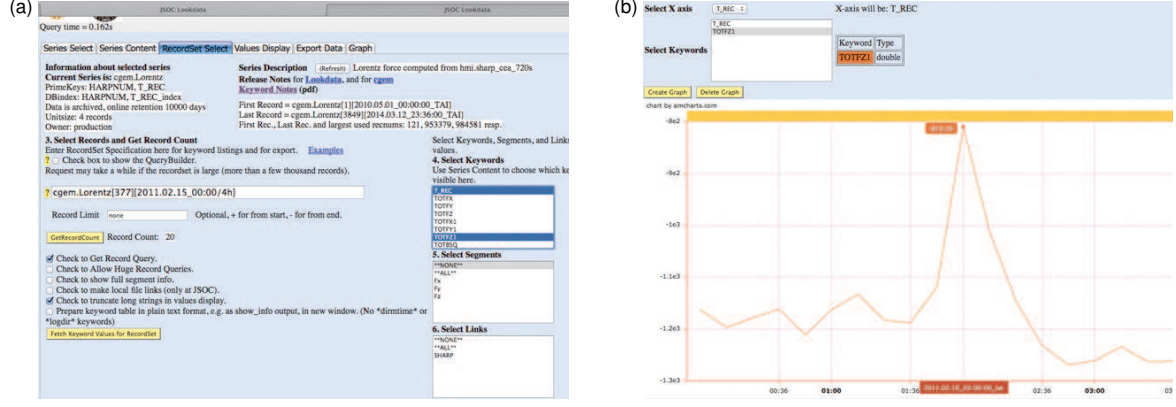 (a)
JSOC Lookdata
JSOC Lookdata
Query time = 0.162s
Series Select
Series Content
RecordSet Select
Values Display
Export Data
Graph
Information about selected series
Current Series is: cgem.Lorentz
PrimeKeys: HARPNUM, T_REC
DBindex: HARPNUM, T_REC_index
Data is archived, online retention 10000 days
Unitsize: 4 records
Owner: production
Series Description (Refresh) Lorentz force computed from hmi.sharp_cea_720s
Release Notes for Lookdata, and for cgem
Keyword Notes (pdf)
First Record = cgem.Lorentz[1][2010.05.01_00:00:00_TAI]
Last Record = cgem.Lorentz[3849][2014.03.12_23:36:00_TAI]
First Rec., Last Rec. and largest used recnums: 121, 953379, 984581 resp.
3. Select Records and Get Record Count
Enter RecordSet Specification here for keyword listings and for export. Examples
? Check box to show the QueryBuilder.
Request may take a while if the recordset is large (more than a few thousand records).
? cgem.Lorentz[377][2011.02.15_00:00/4h]
Record Limit none Optional, + for from start, - for from end.
GetRecordCount Record Count: 20
Check to Get Record Query.
Check to Allow Huge Record Queries.
Check to show full segment info.
Check to make local file links (only at JSOC).
Check to truncate long strings in values display.
Prepare keyword table in plain text format, e.g. as show_info output, in new window. (No *dirmtime* or
*logdir* keywords)
Fetch Keyword Values for RecordSet
Select Keywords, Segments, and Link
values.
4. Select Keywords
Use Series Content to choose which ke
visible here.
T_REC
TOTFX
TOTFY
TOTFZ
TOTFX1
TOTFY1
TOTFZ1
TOTBSQ
5. Select Segments
**NONE**
**ALL**
Fx
Fy
Fz
6. Select Links
**NONE**
**ALL**
SHARP
(b)
Select X axis T_REC X-axis will be: T_REC
Select Keywords
T_REC
TOTFZ1
Keyword Type
TOTFZ1 double
Create Graph Delete Graph
chart by amcharts.com
-8e2
-9e2
-1e3
-1.1e3
-1.2e3
-1.3e3
00:36
01:00
01:36
2011.02.15_02:00:00_TAI
02:36
03:00
03